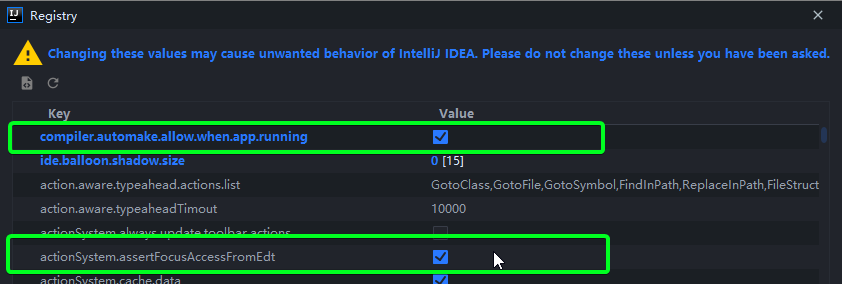 IJ Registry
Changing these values may cause unwanted behavior of IntelliJ IDEA. Please do not change these unless you have been asked.
Key Value
compiler.automake.allow.when.app.running
ide.balloon.shadow.size 0 [15]
action.aware.typeahead.actions.list GotoClass,GotoFile,GotoSymbol,FindInPath,ReplaceInPath,FileStruct
action.aware.typeaheadTimout 10000
actionSystem.always.update.toolbar.actions
actionSystem.assertFocusAccessFromEdt
actionSystem.cache.data